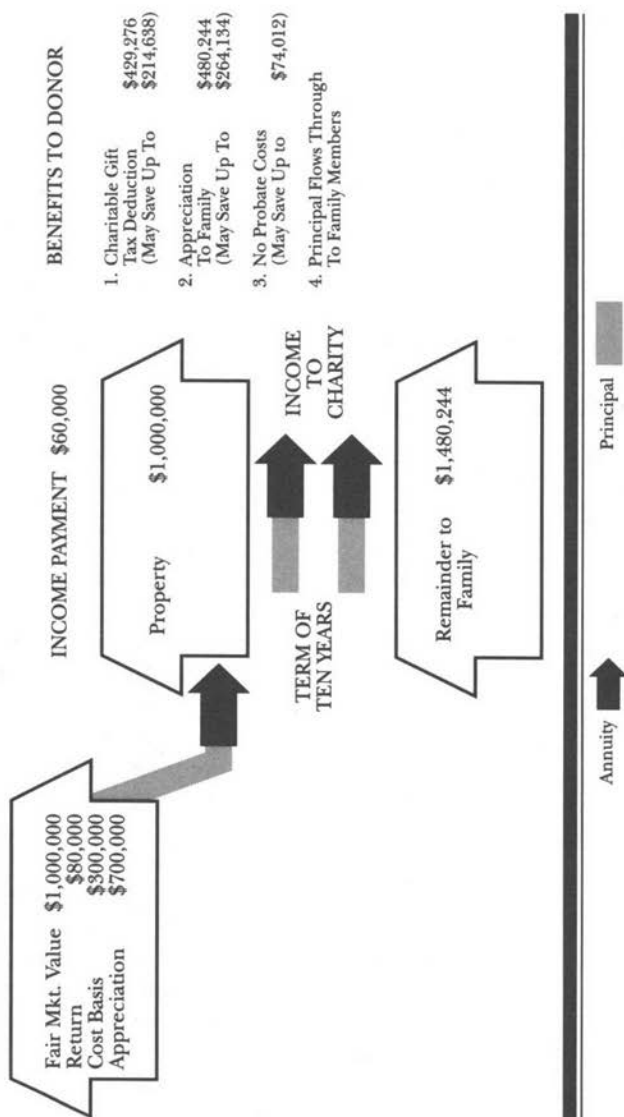 Fair Mkt. Value $1,000,000
Return $80,000
Cost Basis $300,000
Appreciation $700,000
INCOME PAYMENT $60,000
Property $1,000,000
TERM OF
TEN YEARS
INCOME
TO
CHARITY
Remainder to $1,480,244
Family
BENEFITS TO DONOR
1. Charitable Gift
Tax Deduction $429,276
(May Save Up To $214,638)
2. Appreciation
To Family $480,244
(May Save Up To $264,134)
3. No Probate Costs
(May Save Up to $74,012)
4. Principal Flows Through
To Family Members
Annuity
Principal